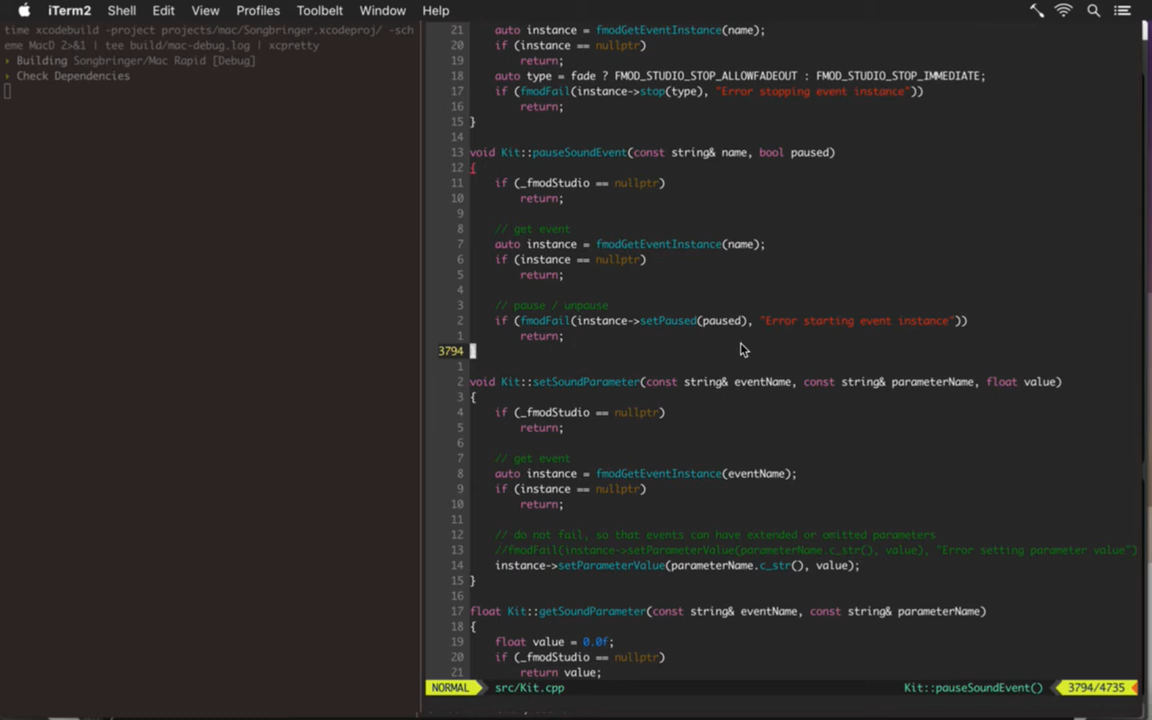 iTerm2 Shell Edit View Profiles Toolbelt Window Help
time xcodebuild -project projects/mac/Songbringer.xcodeproj/ -sch
eme MacD 2>&1 | tee build/mac-debug.log | xcpretty
› Building Songbringer/Mac Rapid [Debug]
› Check Dependencies
21 auto instance = fmodGetEventInstance(name);
20 if (instance == nullptr)
19 return;
18 auto type = fade ? FMOD_STUDIO_STOP_ALLOWFADEOUT : FMOD_STUDIO_STOP_IMMEDIATE;
17 if (fmodFail(instance->stop(type), "Error stopping event instance"))
16 return;
15 }
14
13 void Kit::pauseSoundEvent(const string& name, bool paused)
12 {
11 if (_fmodStudio == nullptr)
10 return;
9
8 // get event
7 auto instance = fmodGetEventInstance(name);
6 if (instance == nullptr)
5 return;
4
3 // pause / unpause
2 if (fmodFail(instance->setPaused(paused), "Error starting event instance"))
1 return;
3794
1
2 void Kit::setSoundParameter(const string& eventName, const string& parameterName, float value)
3 {
4 if (_fmodStudio == nullptr)
5 return;
6
7 // get event
8 auto instance = fmodGetEventInstance(eventName);
9 if (instance == nullptr)
10 return;
11
12 // do not fail, so that events can have extended or omitted parameters
13 //fmodFail(instance->setParameterValue(parameterName.c_str(), value), "Error setting parameter value")
14 instance->setParameterValue(parameterName.c_str(), value);
15 }
16
17 float Kit::getSoundParameter(const string& eventName, const string& parameterName)
18 {
19 float value = 0.0f;
20 if (_fmodStudio == nullptr)
21 return value;
NORMAL src/Kit.cpp Kit::pauseSoundEvent() 3794/4735